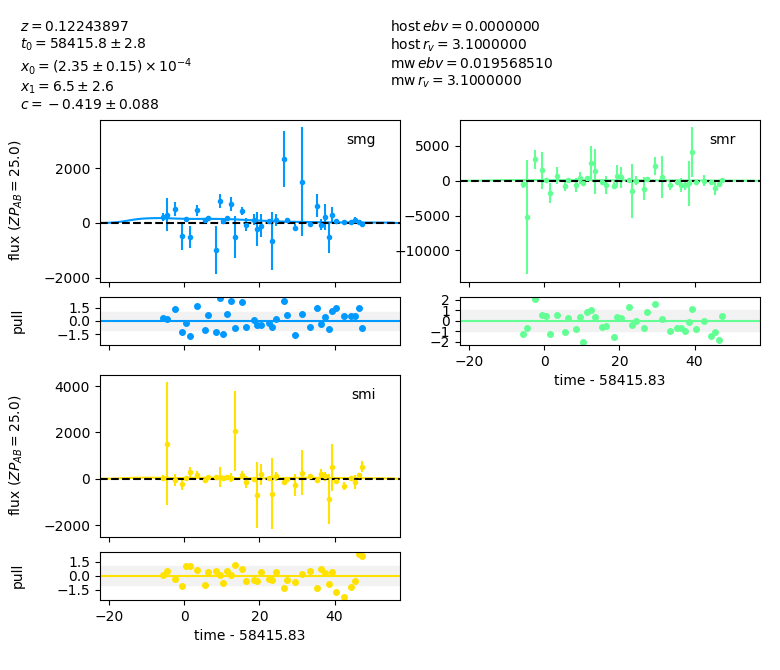 z = 0.12243897
t₀ = 58415.8 ± 2.8
x₀ = (2.35 ± 0.15) × 10⁻⁴
x₁ = 6.5 ± 2.6
c = −0.419 ± 0.088
host ebv = 0.0000000
host r_v = 3.1000000
mw ebv = 0.019568510
mw r_v = 3.1000000
smg
flux (ZP_AB = 25.0)
2000
0
−2000
pull
1.5
0.0
−1.5
smr
5000
0
−5000
−10000
2
1
0
−1
−2
−20 0 20 40
time - 58415.83
smi
flux (ZP_AB = 25.0)
4000
2000
0
−2000
pull
1.5
0.0
−1.5
−20 0 20 40
time - 58415.83